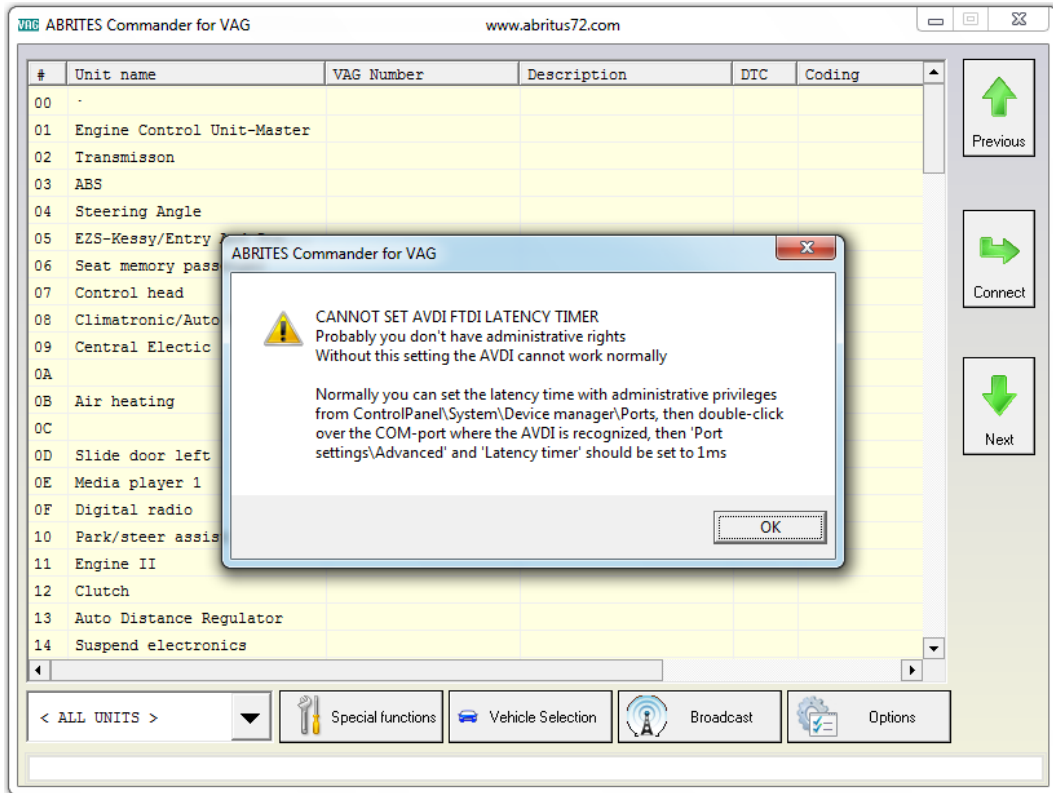 VAG ABRITES Commander for VAG www.abritus72.com
# Unit name VAG Number Description DTC Coding
00 .
01 Engine Control Unit-Master
02 Transmisson
03 ABS
04 Steering Angle
05 EZS-Kessy/Entry
06 Seat memory pass
07 Control head
08 Climatronic/Auto
09 Central Electic
0A
0B Air heating
0C
0D Slide door left
0E Media player 1
0F Digital radio
10 Park/steer assis
11 Engine II
12 Clutch
13 Auto Distance Regulator
14 Suspend electronics
ABRITES Commander for VAG
CANNOT SET AVDI FTDI LATENCY TIMER
Probably you don't have administrative rights
Without this setting the AVDI cannot work normally
Normally you can set the latency time with administrative privileges
from ControlPanel\System\Device manager\Ports, then double-click
over the COM-port where the AVDI is recognized, then 'Port
settings\Advanced' and 'Latency timer' should be set to 1ms
OK
Previous
Connect
Next
< ALL UNITS >
Special functions
Vehicle Selection
Broadcast
Options